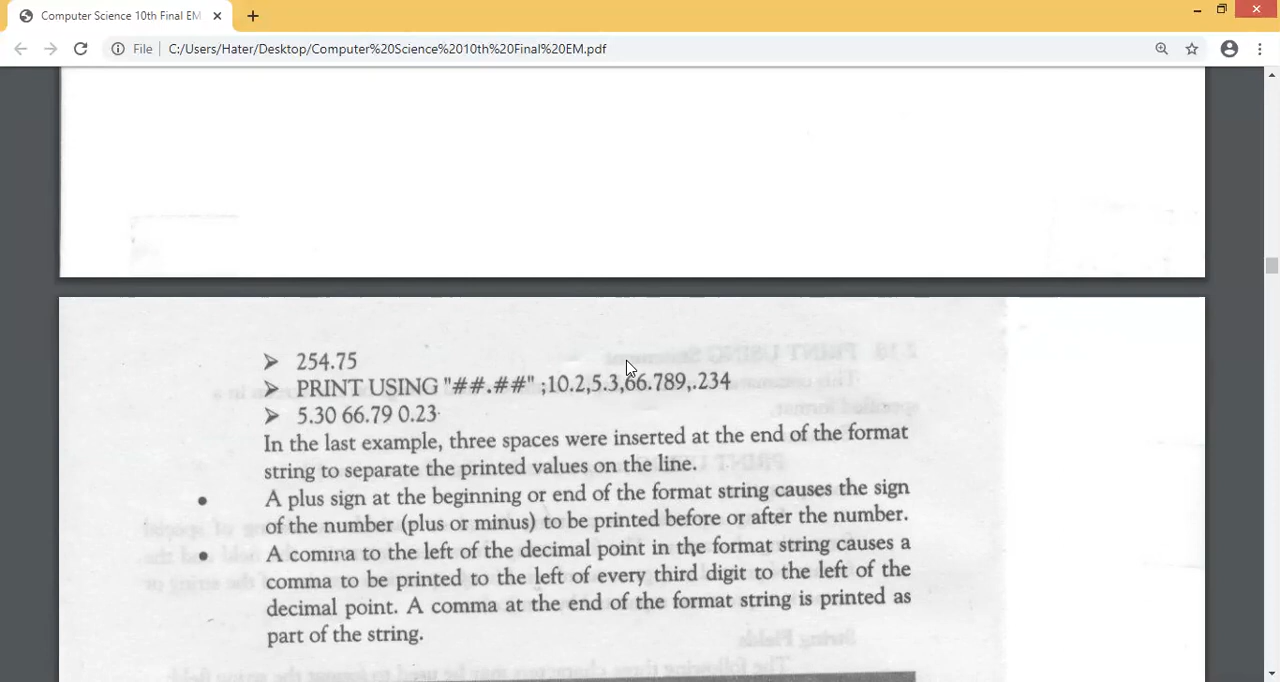 Computer Science 10th Final EM
File
C:/Users/Hater/Desktop/Computer%20Science%2010th%20Final%20EM.pdf
➤ 254.75
➤ PRINT USING "##.##" ;10.2,5.3,66.789,.234
➤ 5.30 66.79 0.23
In the last example, three spaces were inserted at the end of the format
string to separate the printed values on the line.
• A plus sign at the beginning or end of the format string causes the sign
of the number (plus or minus) to be printed before or after the number.
• A comma to the left of the decimal point in the format string causes a
comma to be printed to the left of every third digit to the left of the
decimal point. A comma at the end of the format string is printed as
part of the string.